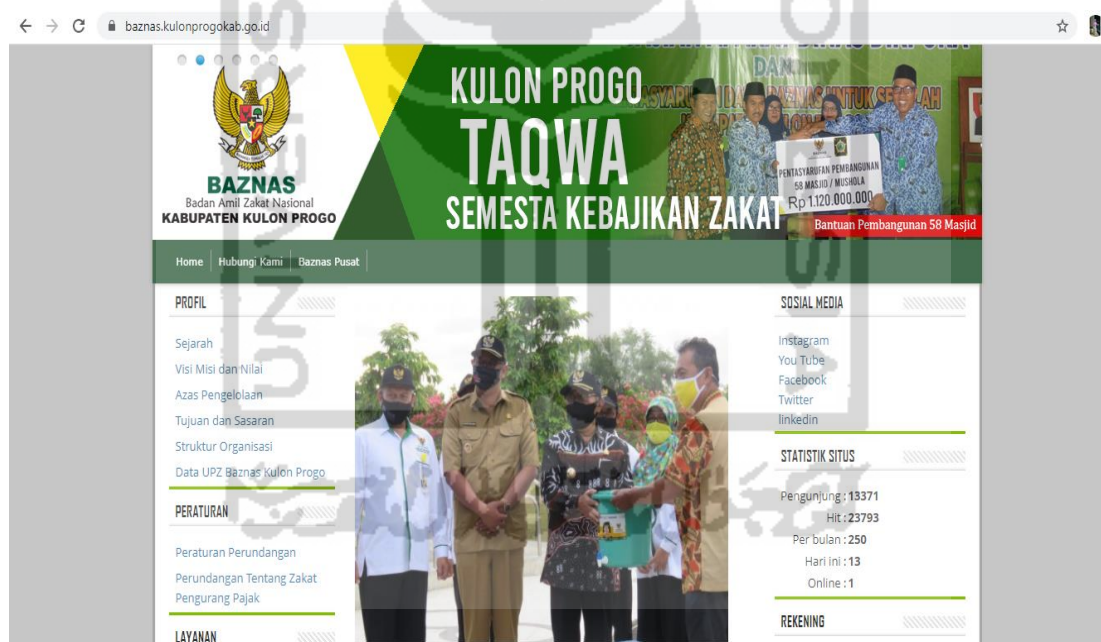 baznas.kulonprogokab.go.id
BAZNAS
Badan Amil Zakat Nasional
KABUPATEN KULON PROGO
KULON PROGO
TAQWA
SEMESTA KEBAJIKAN ZAKAT
DAN
PENTASYARUFAN PEMBANGUNAN
58 MASJID / MUSHOLA
Rp 1.120.000.000
Bantuan Pembangunan 58 Masjid
Home
Hubungi Kami
Baznas Pusat
PROFIL
Sejarah
Visi Misi dan Nilai
Azas Pengelolaan
Tujuan dan Sasaran
Struktur Organisasi
Data UPZ Baznas Kulon Progo
PERATURAN
Peraturan Perundangan
Perundangan Tentang Zakat
Pengurang Pajak
LAYANAN
SOSIAL MEDIA
Instagram
You Tube
Facebook
Twitter
linkedin
STATISTIK SITUS
Pengunjung : 13371
Hit : 23793
Per bulan : 250
Hari ini : 13
Online : 1
REKENING